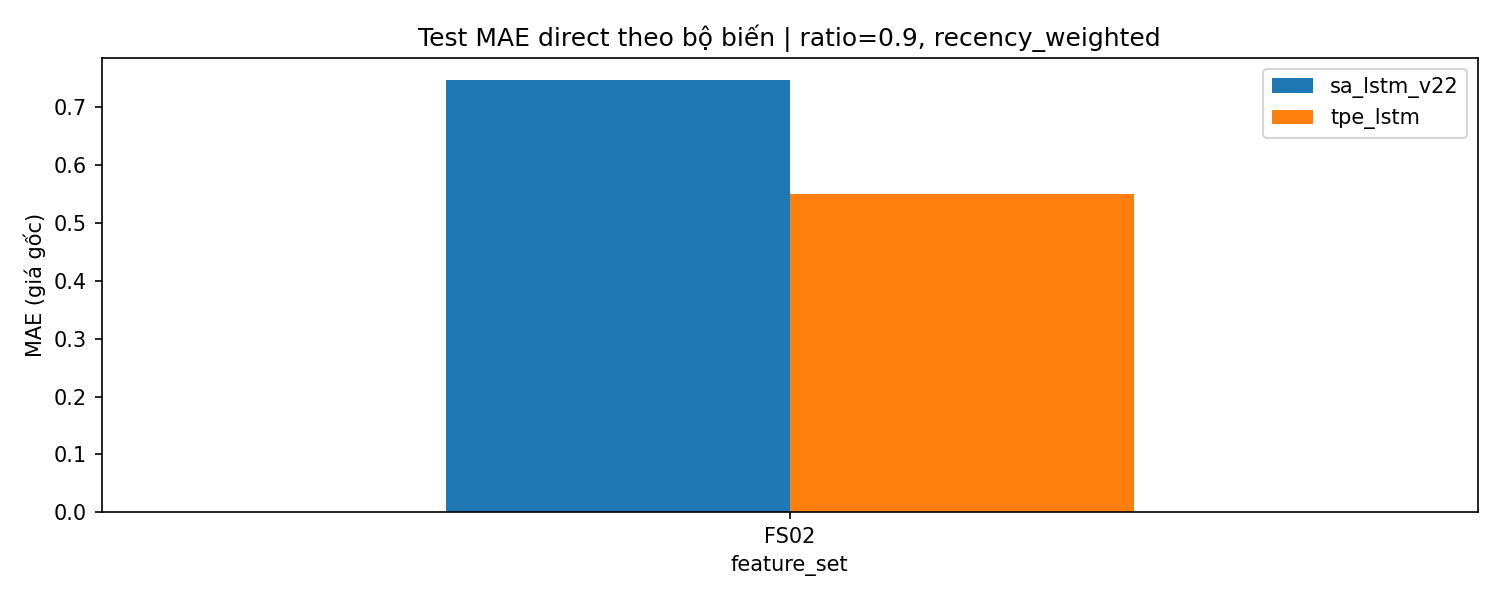 Test MAE direct theo bộ biến | ratio=0.9, recency_weighted
sa_lstm_v22
tpe_lstm
MAE (giá gốc)
0.7
0.6
0.5
0.4
0.3
0.2
0.1
0.0
FS02
feature_set